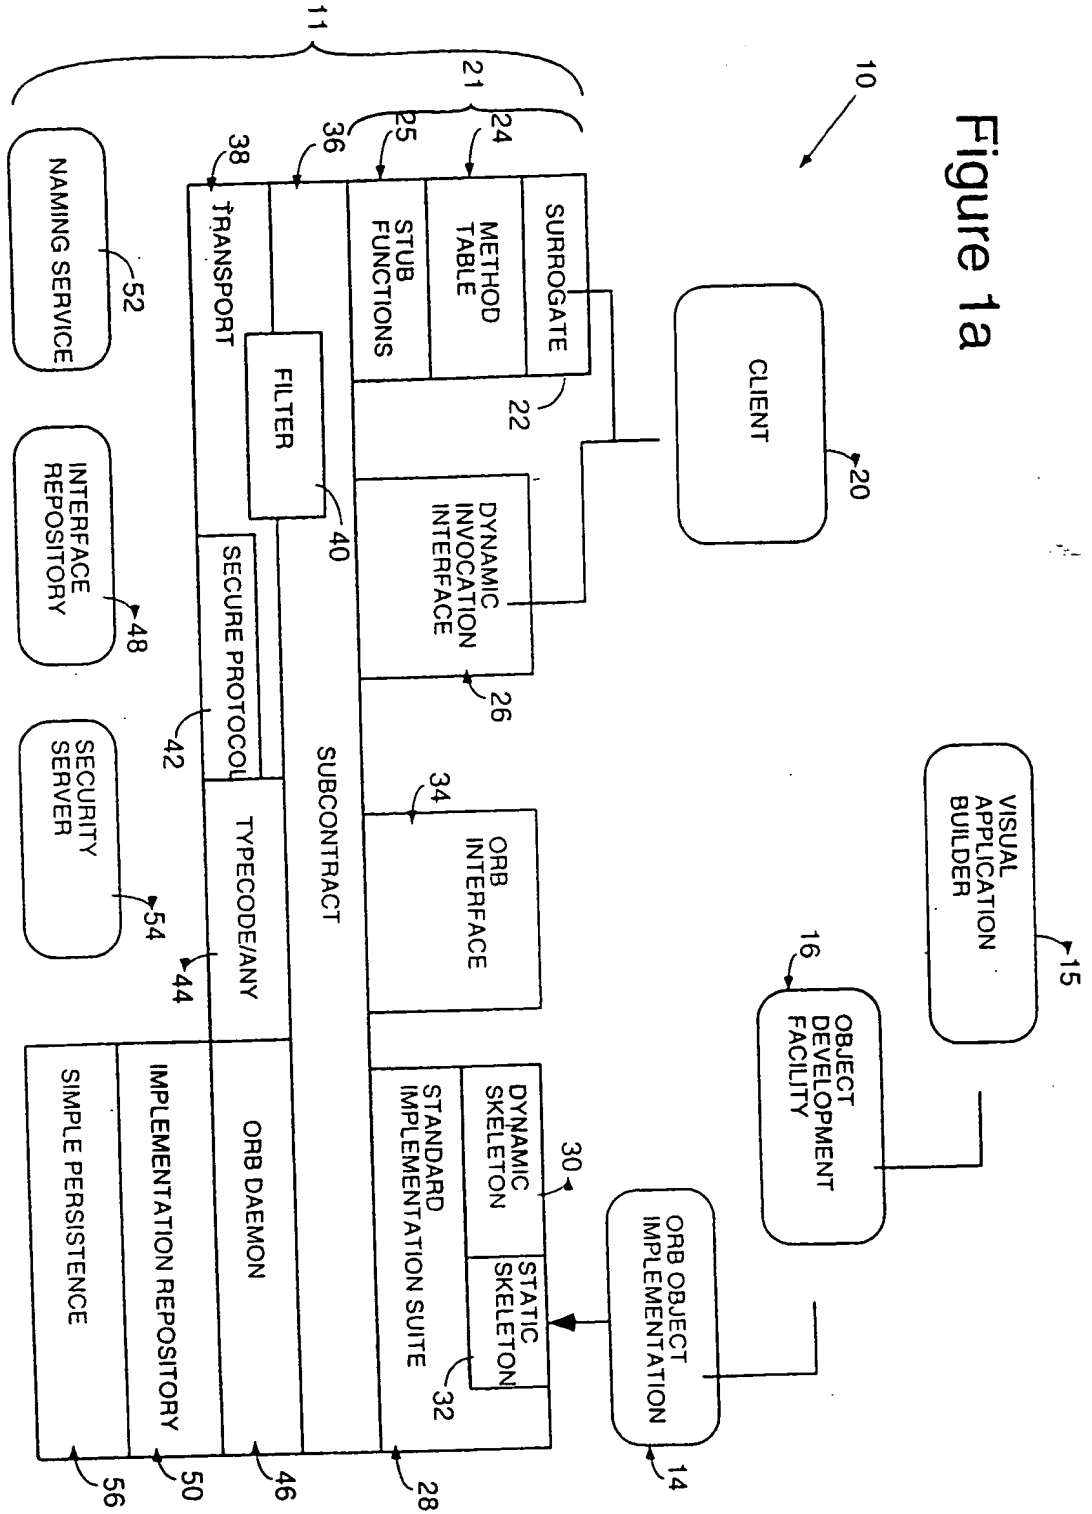 Figure 1a
10
CLIENT
20
VISUAL
APPLICATION
BUILDER
15
16
OBJECT
DEVELOPMENT
FACILITY
ORB OBJECT
IMPLEMENTATION
14
11
21
SURROGATE
22
24
METHOD
TABLE
25
STUB
FUNCTIONS
DYNAMIC
INVOCATION
INTERFACE
26
34
ORB
INTERFACE
DYNAMIC
SKELETON
30
STATIC
SKELETON
32
STANDARD
IMPLEMENTATION SUITE
28
36
SUBCONTRACT
FILTER
40
38
TRANSPORT
SECURE PROTOCOL
42
TYPECODE/ANY
44
ORB DAEMON
46
IMPLEMENTATION REPOSITORY
50
SIMPLE PERSISTENCE
56
NAMING SERVICE
52
INTERFACE
REPOSITORY
48
SECURITY
SERVER
54